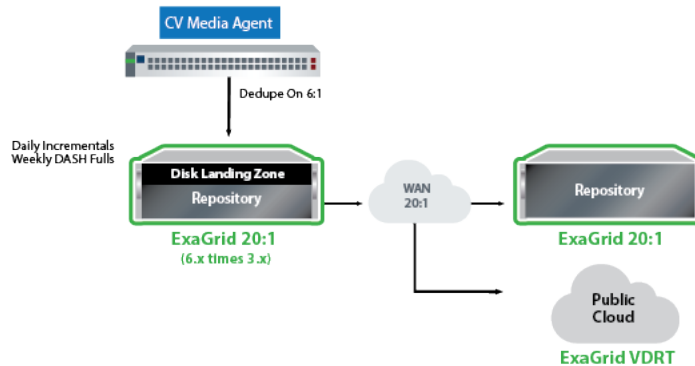 CV Media Agent
Dedupe On 6:1
Daily Incrementals
Weekly DASH Fulls
Disk Landing Zone
Repository
ExaGrid 20:1
(6.x times 3.x)
WAN
20:1
Repository
ExaGrid 20:1
Public
Cloud
ExaGrid VDRT